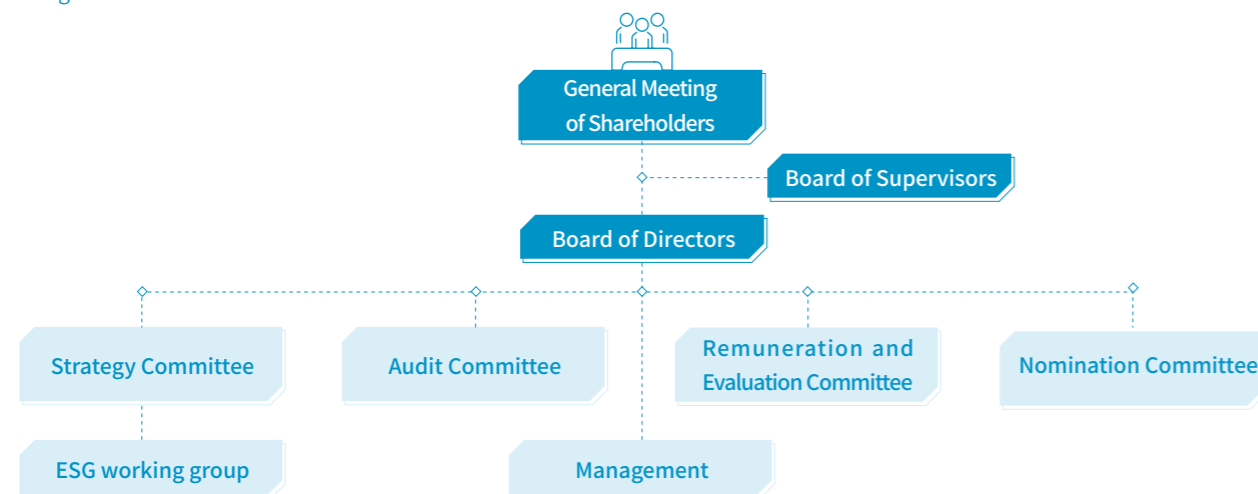 General Meeting
of Shareholders
Board of Supervisors
Board of Directors
Strategy Committee
Audit Committee
Remuneration and
Evaluation Committee
Nomination Committee
ESG working group
Management